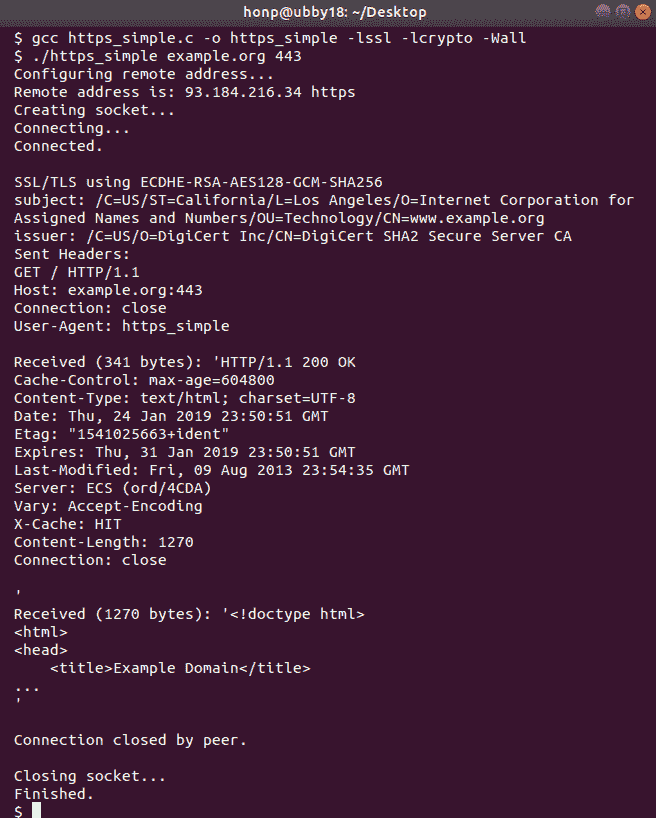 honp@ubby18: ~/Desktop
$ gcc https_simple.c -o https_simple -lssl -lcrypto -Wall
$ ./https_simple example.org 443
Configuring remote address...
Remote address is: 93.184.216.34 https
Creating socket...
Connecting...
Connected.

SSL/TLS using ECDHE-RSA-AES128-GCM-SHA256
subject: /C=US/ST=California/L=Los Angeles/O=Internet Corporation for
Assigned Names and Numbers/OU=Technology/CN=www.example.org
issuer: /C=US/O=DigiCert Inc/CN=DigiCert SHA2 Secure Server CA
Sent Headers:
GET / HTTP/1.1
Host: example.org:443
Connection: close
User-Agent: https_simple

Received (341 bytes): 'HTTP/1.1 200 OK
Cache-Control: max-age=604800
Content-Type: text/html; charset=UTF-8
Date: Thu, 24 Jan 2019 23:50:51 GMT
Etag: "1541025663+ident"
Expires: Thu, 31 Jan 2019 23:50:51 GMT
Last-Modified: Fri, 09 Aug 2013 23:54:35 GMT
Server: ECS (ord/4CDA)
Vary: Accept-Encoding
X-Cache: HIT
Content-Length: 1270
Connection: close

'
Received (1270 bytes): '<!doctype html>
<html>
<head>
    <title>Example Domain</title>
...
'

Connection closed by peer.

Closing socket...
Finished.
$